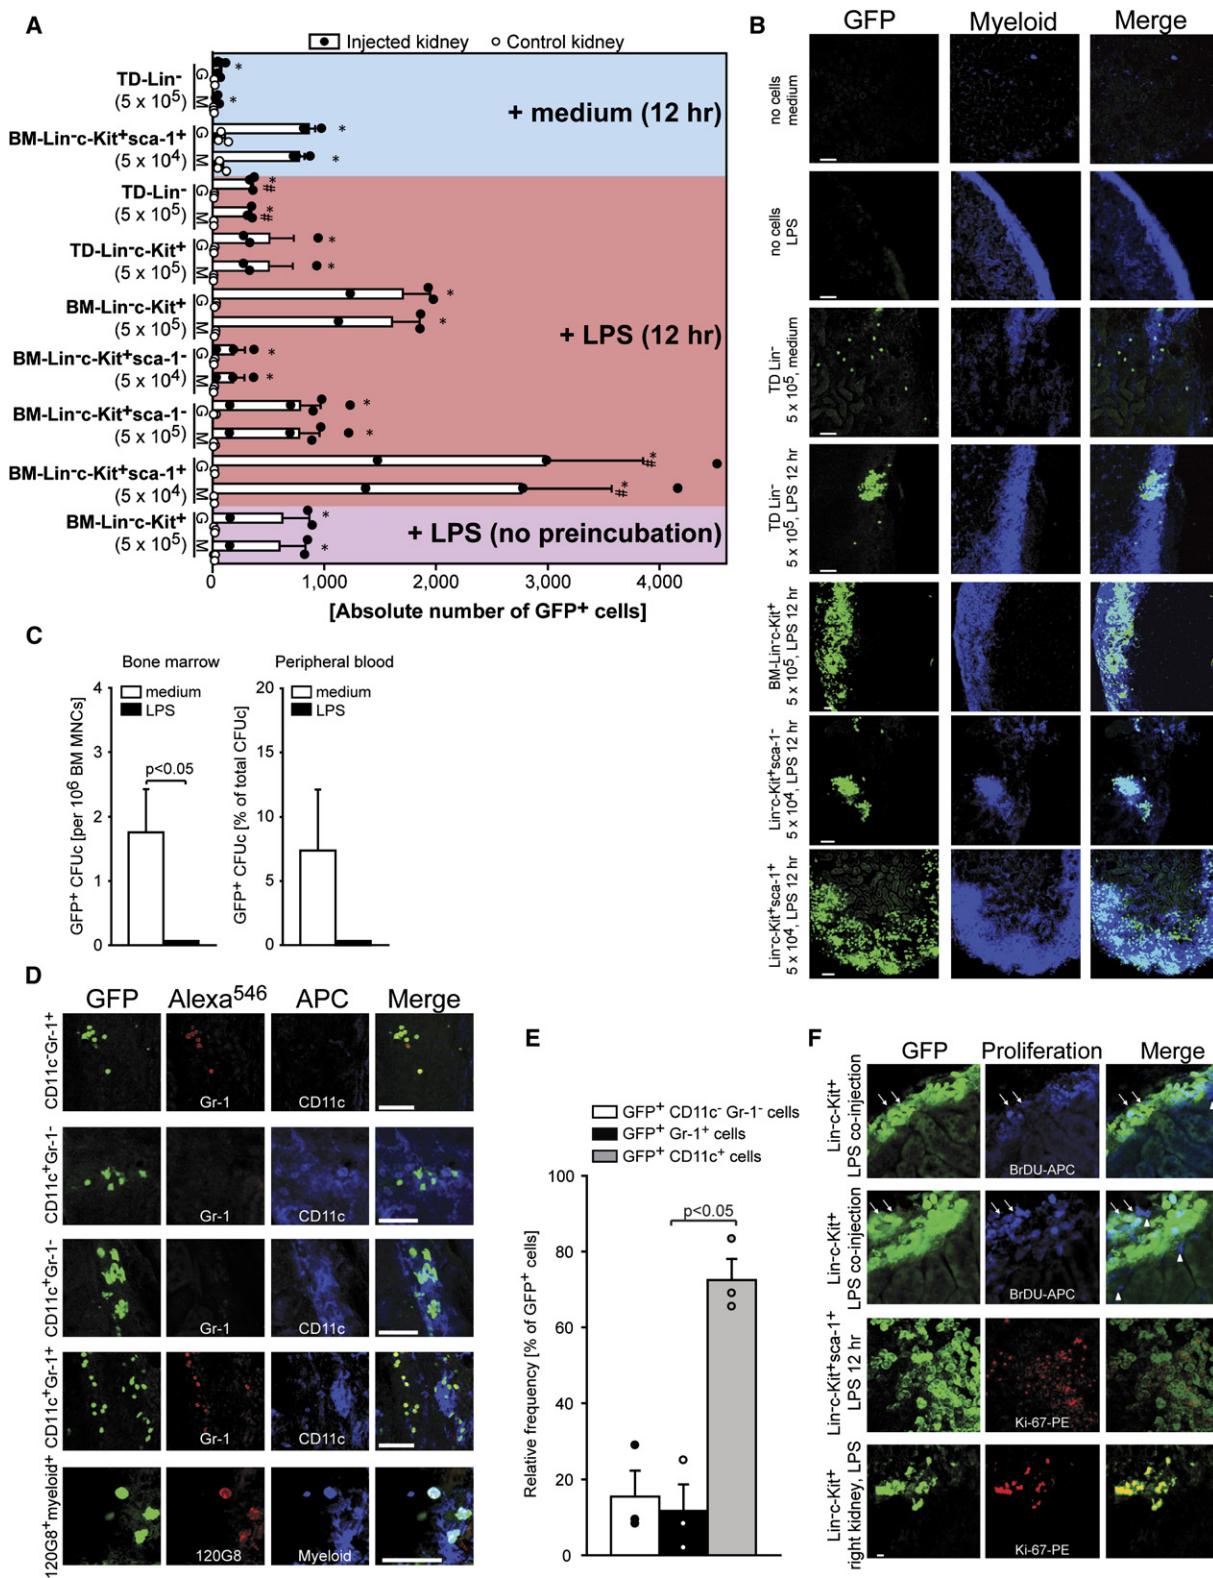 A
Injected kidney
Control kidney
TD-Lin⁻
(5 x 10⁵)
G
M
*
*
+ medium (12 hr)
BM-Lin⁻c-Kit⁺sca-1⁺
(5 x 10⁴)
G
M
*
*
TD-Lin⁻
(5 x 10⁵)
G
M
*
#
*
#
TD-Lin⁻c-Kit⁺
(5 x 10⁵)
G
M
*
*
BM-Lin⁻c-Kit⁺
(5 x 10⁵)
G
M
*
*
+ LPS (12 hr)
BM-Lin⁻c-Kit⁺sca-1⁻
(5 x 10⁴)
G
M
*
*
BM-Lin⁻c-Kit⁺sca-1⁻
(5 x 10⁵)
G
M
*
*
BM-Lin⁻c-Kit⁺sca-1⁺
(5 x 10⁴)
G
M
*
#
*
#
BM-Lin⁻c-Kit⁺
(5 x 10⁵)
G
M
*
*
+ LPS (no preincubation)
0 1,000 2,000 3,000 4,000
[Absolute number of GFP⁺ cells]
B
GFP Myeloid Merge
no cells
medium
no cells
LPS
TD Lin⁻
5 x 10⁵, medium
TD Lin⁻
5 x 10⁵, LPS 12 hr
BM-Lin⁻c-Kit⁺
5 x 10⁵, LPS 12 hr
Lin⁻c-Kit⁺sca-1⁻
5 x 10⁴, LPS 12 hr
Lin⁻c-Kit⁺sca-1⁺
5 x 10⁴, LPS 12 hr
C
Bone marrow
medium
LPS
p<0.05
GFP⁺ CFUc [per 10⁶ BM MNCs]
4
3
2
1
0
Peripheral blood
medium
LPS
GFP⁺ CFUc [% of total CFUc]
20
15
10
5
0
D
GFP Alexa⁵⁴⁶ APC Merge
CD11c⁻Gr-1⁺
Gr-1 CD11c
CD11c⁺Gr-1⁻
Gr-1 CD11c
CD11c⁺Gr-1⁻
Gr-1 CD11c
CD11c⁺Gr-1⁺
Gr-1 CD11c
120G8⁺myeloid⁺
120G8 Myeloid
E
GFP⁺ CD11c⁻ Gr-1⁻ cells
GFP⁺ Gr-1⁺ cells
GFP⁺ CD11c⁺ cells
p<0.05
Relative frequency [% of GFP⁺ cells]
100
80
60
40
20
0
F
GFP Proliferation Merge
Lin-c-Kit⁺
LPS co-injection
BrDU-APC
Lin-c-Kit⁺
LPS co-injection
BrDU-APC
Lin⁻c-Kit⁺sca-1⁺
LPS 12 hr
Ki-67-PE
Lin⁻c-Kit⁺
right kidney, LPS
Ki-67-PE